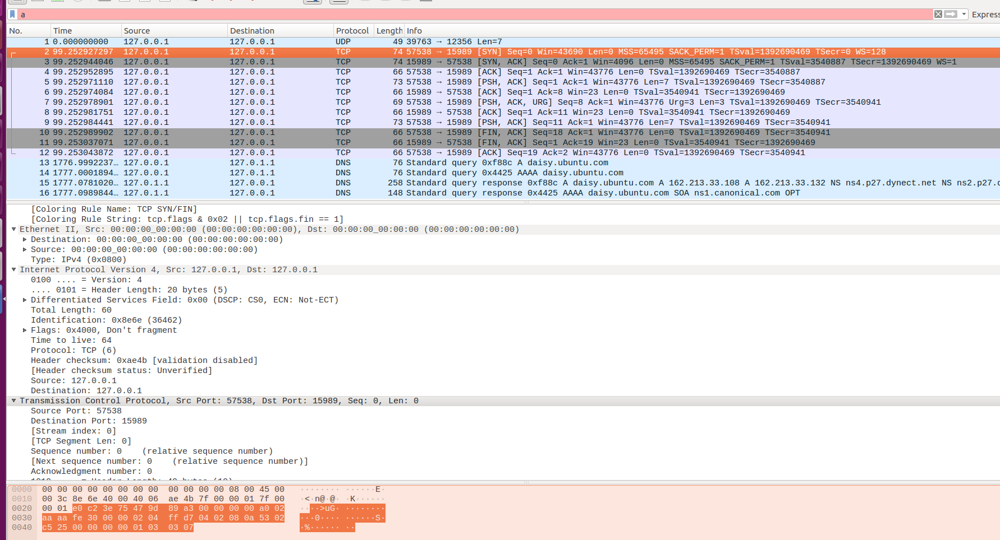 a
Express
No. Time Source Destination Protocol Length Info
1 0.000000000 127.0.0.1 127.0.0.1 UDP 49 39763 → 12356 Len=7
2 99.252927297 127.0.0.1 127.0.0.1 TCP 74 57538 → 15989 [SYN] Seq=0 Win=43690 Len=0 MSS=65495 SACK_PERM=1 TSval=1392690469 TSecr=0 WS=128
3 99.252944046 127.0.0.1 127.0.0.1 TCP 74 15989 → 57538 [SYN, ACK] Seq=0 Ack=1 Win=4096 Len=0 MSS=65495 SACK_PERM=1 TSval=3540887 TSecr=1392690469 WS=1
4 99.252952895 127.0.0.1 127.0.0.1 TCP 66 57538 → 15989 [ACK] Seq=1 Ack=1 Win=43776 Len=0 TSval=1392690469 TSecr=3540887
5 99.252971110 127.0.0.1 127.0.0.1 TCP 73 57538 → 15989 [PSH, ACK] Seq=1 Ack=1 Win=43776 Len=7 TSval=1392690469 TSecr=3540887
6 99.252974084 127.0.0.1 127.0.0.1 TCP 66 15989 → 57538 [ACK] Seq=1 Ack=8 Win=23 Len=0 TSval=3540941 TSecr=1392690469
7 99.252978901 127.0.0.1 127.0.0.1 TCP 69 57538 → 15989 [PSH, ACK, URG] Seq=8 Ack=1 Win=43776 Urg=3 Len=3 TSval=1392690469 TSecr=3540941
8 99.252981751 127.0.0.1 127.0.0.1 TCP 66 15989 → 57538 [ACK] Seq=1 Ack=11 Win=23 Len=0 TSval=3540941 TSecr=1392690469
9 99.252984441 127.0.0.1 127.0.0.1 TCP 73 57538 → 15989 [PSH, ACK] Seq=11 Ack=1 Win=43776 Len=7 TSval=1392690469 TSecr=3540941
10 99.252989902 127.0.0.1 127.0.0.1 TCP 66 57538 → 15989 [FIN, ACK] Seq=18 Ack=1 Win=43776 Len=0 TSval=1392690469 TSecr=3540941
11 99.253037071 127.0.0.1 127.0.0.1 TCP 66 15989 → 57538 [FIN, ACK] Seq=1 Ack=19 Win=23 Len=0 TSval=3540941 TSecr=1392690469
12 99.253043872 127.0.0.1 127.0.0.1 TCP 66 57538 → 15989 [ACK] Seq=19 Ack=2 Win=43776 Len=0 TSval=1392690469 TSecr=3540941
13 1776.9992237… 127.0.0.1 127.0.1.1 DNS 76 Standard query 0xf88c A daisy.ubuntu.com
14 1777.0001894… 127.0.0.1 127.0.1.1 DNS 76 Standard query 0x4425 AAAA daisy.ubuntu.com
15 1777.0781020… 127.0.1.1 127.0.0.1 DNS 258 Standard query response 0xf88c A daisy.ubuntu.com A 162.213.33.108 A 162.213.33.132 NS ns4.p27.dynect.net NS ns2.p27.d
16 1777.0989844… 127.0.1.1 127.0.0.1 DNS 148 Standard query response 0x4425 AAAA daisy.ubuntu.com SOA ns1.canonical.com OPT
[Coloring Rule Name: TCP SYN/FIN]
[Coloring Rule String: tcp.flags & 0x02 || tcp.flags.fin == 1]
Ethernet II, Src: 00:00:00_00:00:00 (00:00:00:00:00:00), Dst: 00:00:00_00:00:00 (00:00:00:00:00:00)
Destination: 00:00:00_00:00:00 (00:00:00:00:00:00)
Source: 00:00:00_00:00:00 (00:00:00:00:00:00)
Type: IPv4 (0x0800)
Internet Protocol Version 4, Src: 127.0.0.1, Dst: 127.0.0.1
0100 .... = Version: 4
.... 0101 = Header Length: 20 bytes (5)
Differentiated Services Field: 0x00 (DSCP: CS0, ECN: Not-ECT)
Total Length: 60
Identification: 0x8e6e (36462)
Flags: 0x4000, Don't fragment
Time to live: 64
Protocol: TCP (6)
Header checksum: 0xae4b [validation disabled]
[Header checksum status: Unverified]
Source: 127.0.0.1
Destination: 127.0.0.1
Transmission Control Protocol, Src Port: 57538, Dst Port: 15989, Seq: 0, Len: 0
Source Port: 57538
Destination Port: 15989
[Stream index: 0]
[TCP Segment Len: 0]
Sequence number: 0 (relative sequence number)
[Next sequence number: 0 (relative sequence number)]
Acknowledgment number: 0
1010 .... = Header Length: 40 bytes (10)
0000 00 00 00 00 00 00 00 00 00 00 00 00 08 00 45 00 ········ ······E·
0010 00 3c 8e 6e 40 00 40 06 ae 4b 7f 00 00 01 7f 00 ·<·n@·@· ·K······
0020 00 01 e0 c2 3e 75 47 9d 89 a3 00 00 00 00 a0 02 ····>uG· ········
0030 aa aa fe 30 00 00 02 04 ff d7 04 02 08 0a 53 02 ···0···· ······S·
0040 c5 25 00 00 00 00 01 03 03 07 ·%······ ··